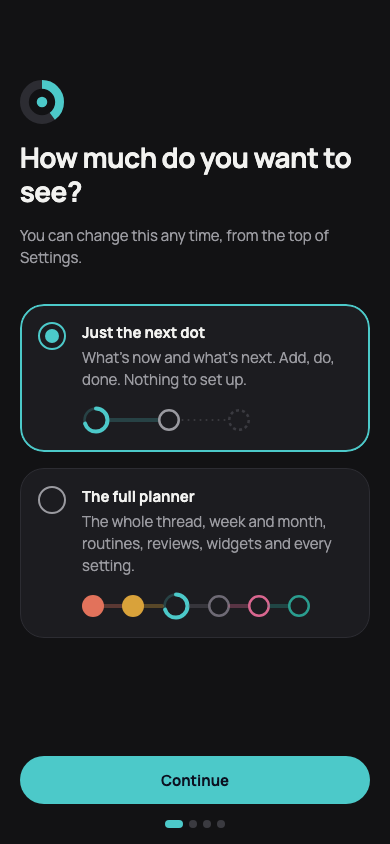 How much do you want to
see?
You can change this any time, from the top of
Settings.
Just the next dot
What's now and what's next. Add, do,
done. Nothing to set up.
The full planner
The whole thread, week and month,
routines, reviews, widgets and every
setting.
Continue